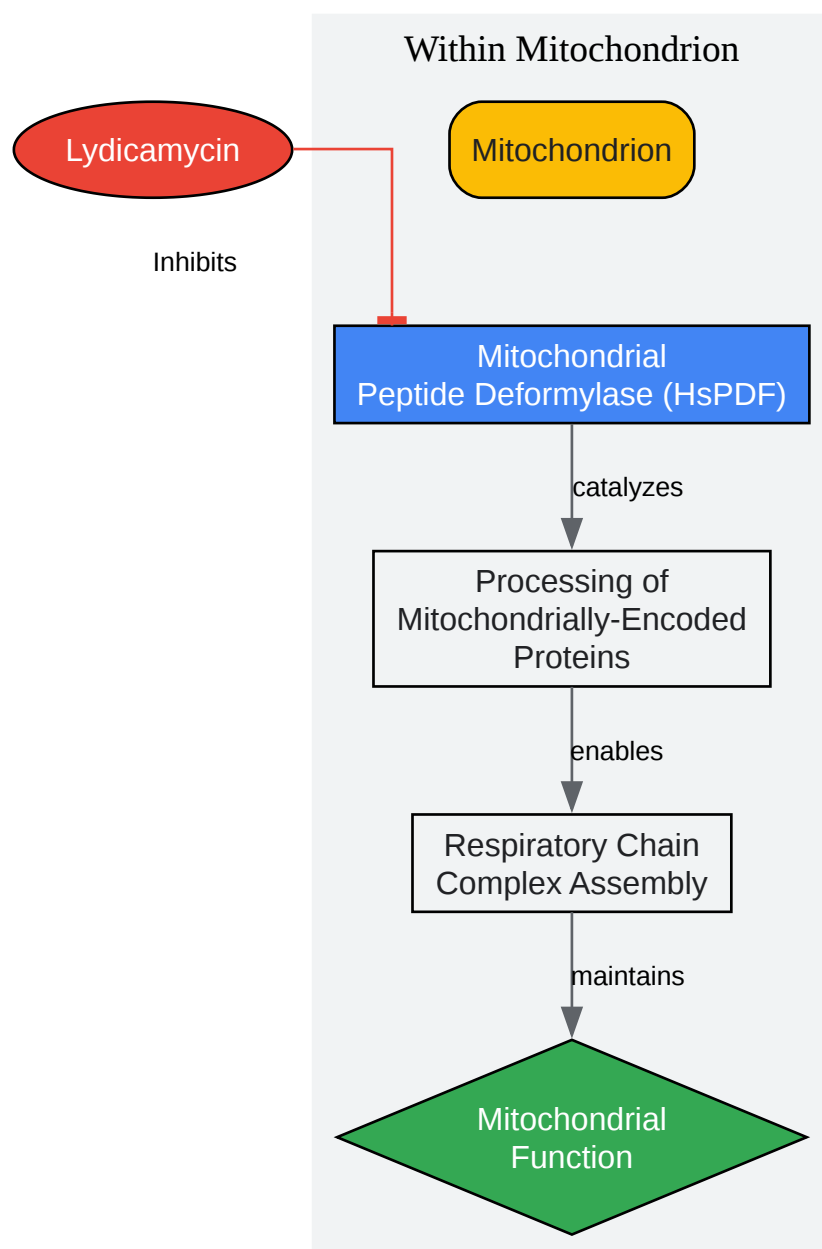 Within Mitochondrion
Lydicamycin
Mitochondrion
Inhibits
Mitochondrial
Peptide Deformylase (HsPDF)
catalyzes
Processing of
Mitochondrially-Encoded
Proteins
enables
Respiratory Chain
Complex Assembly
maintains
Mitochondrial
Function